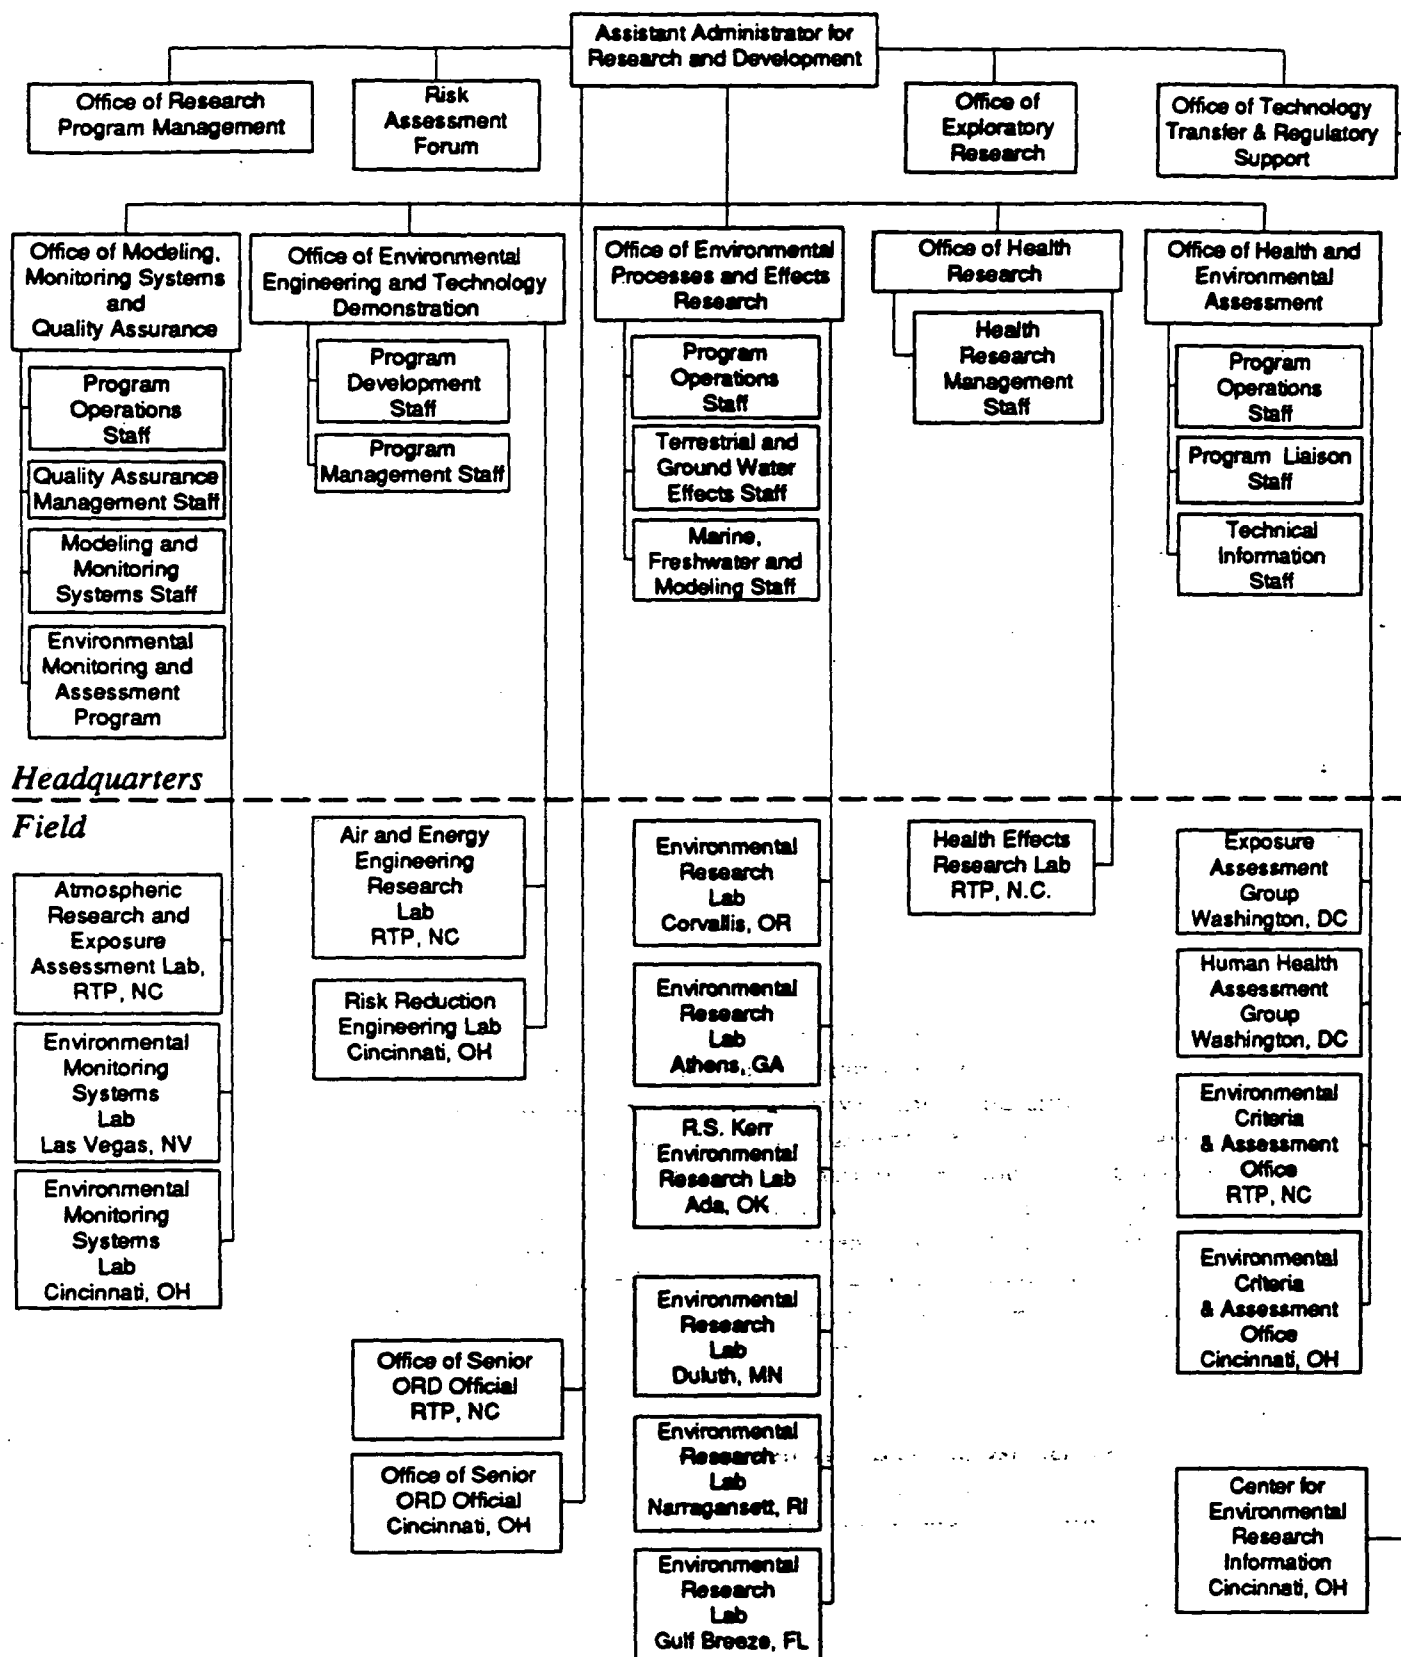 Assistant Administrator for
Research and Development
Office of Research
Program Management
Risk
Assessment
Forum
Office of
Exploratory
Research
Office of Technology
Transfer & Regulatory
Support
Office of Modeling,
Monitoring Systems
and
Quality Assurance
Program
Operations
Staff
Quality Assurance
Management Staff
Modeling and
Monitoring
Systems Staff
Environmental
Monitoring and
Assessment
Program
Office of Environmental
Engineering and Technology
Demonstration
Program
Development
Staff
Program
Management Staff
Office of Environmental
Processes and Effects
Research
Program
Operations
Staff
Terrestrial and
Ground Water
Effects Staff
Marine,
Freshwater and
Modeling Staff
Office of Health
Research
Health
Research
Management
Staff
Office of Health and
Environmental
Assessment
Program
Operations
Staff
Program Liaison
Staff
Technical
Information
Staff
Headquarters
Field
Atmospheric
Research and
Exposure
Assessment Lab,
RTP, NC
Environmental
Monitoring
Systems
Lab
Las Vegas, NV
Environmental
Monitoring
Systems
Lab
Cincinnati, OH
Air and Energy
Engineering
Research
Lab
RTP, NC
Risk Reduction
Engineering Lab
Cincinnati, OH
Office of Senior
ORD Official
RTP, NC
Office of Senior
ORD Official
Cincinnati, OH
Environmental
Research
Lab
Corvallis, OR
Environmental
Research
Lab
Athens, GA
R.S. Kerr
Environmental
Research Lab
Ada, OK
Environmental
Research
Lab
Duluth, MN
Environmental
Research
Lab
Narragansett, RI
Environmental
Research
Lab
Gulf Breeze, FL
Health Effects
Research Lab
RTP, N.C.
Exposure
Assessment
Group
Washington, DC
Human Health
Assessment
Group
Washington, DC
Environmental
Criteria
& Assessment
Office
RTP, NC
Environmental
Criteria
& Assessment
Office
Cincinnati, OH
Center for
Environmental
Research
Information
Cincinnati, OH